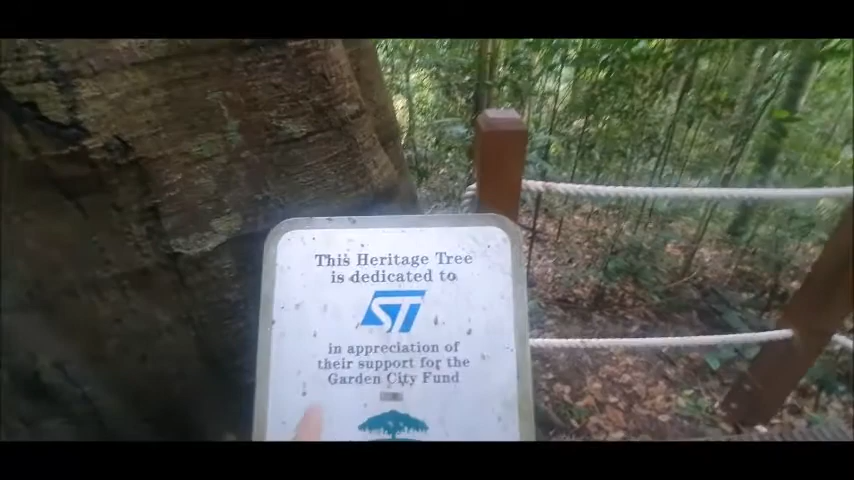 This Heritage Tree
is dedicated to
ST
in appreciation of
their support for the
Garden City Fund